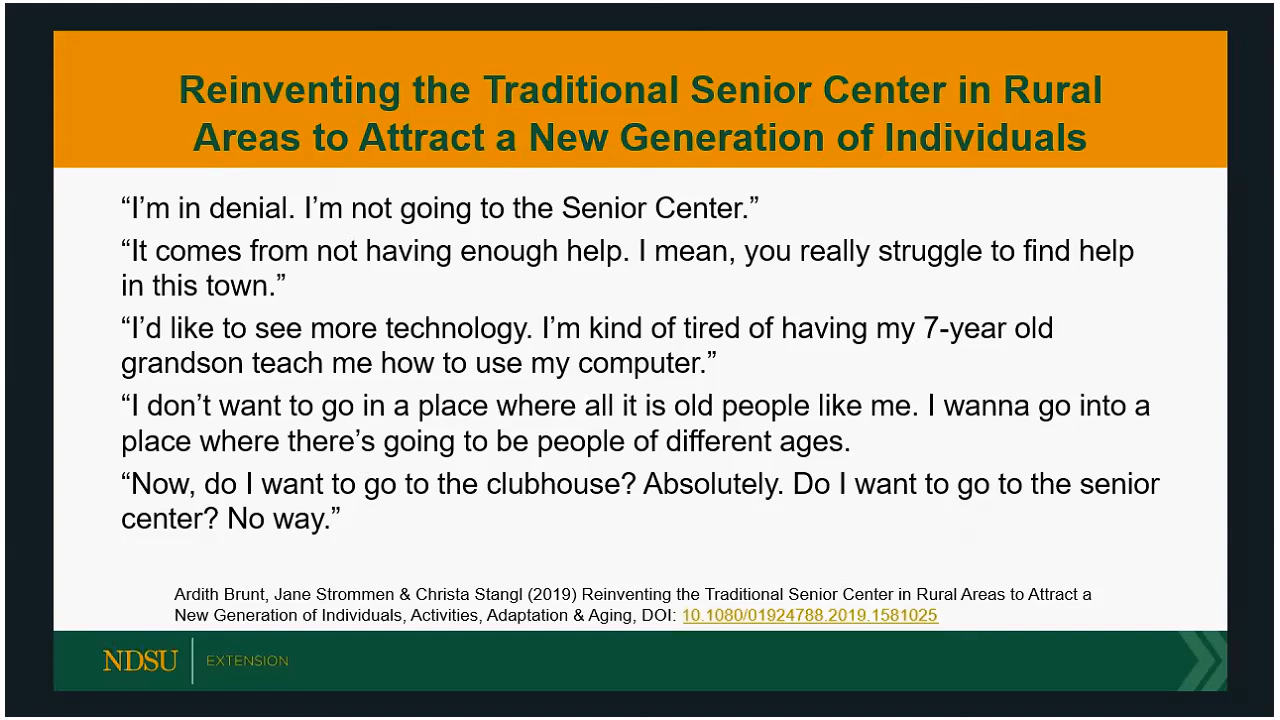 Reinventing the Traditional Senior Center in Rural
Areas to Attract a New Generation of Individuals
“I’m in denial. I’m not going to the Senior Center.”
“It comes from not having enough help. I mean, you really struggle to find help
in this town.”
“I’d like to see more technology. I’m kind of tired of having my 7-year old
grandson teach me how to use my computer.”
“I don’t want to go in a place where all it is old people like me. I wanna go into a
place where there’s going to be people of different ages.
“Now, do I want to go to the clubhouse? Absolutely. Do I want to go to the senior
center? No way.”
Ardith Brunt, Jane Strommen & Christa Stangl (2019) Reinventing the Traditional Senior Center in Rural Areas to Attract a
New Generation of Individuals, Activities, Adaptation & Aging, DOI: 10.1080/01924788.2019.1581025
NDSU EXTENSION